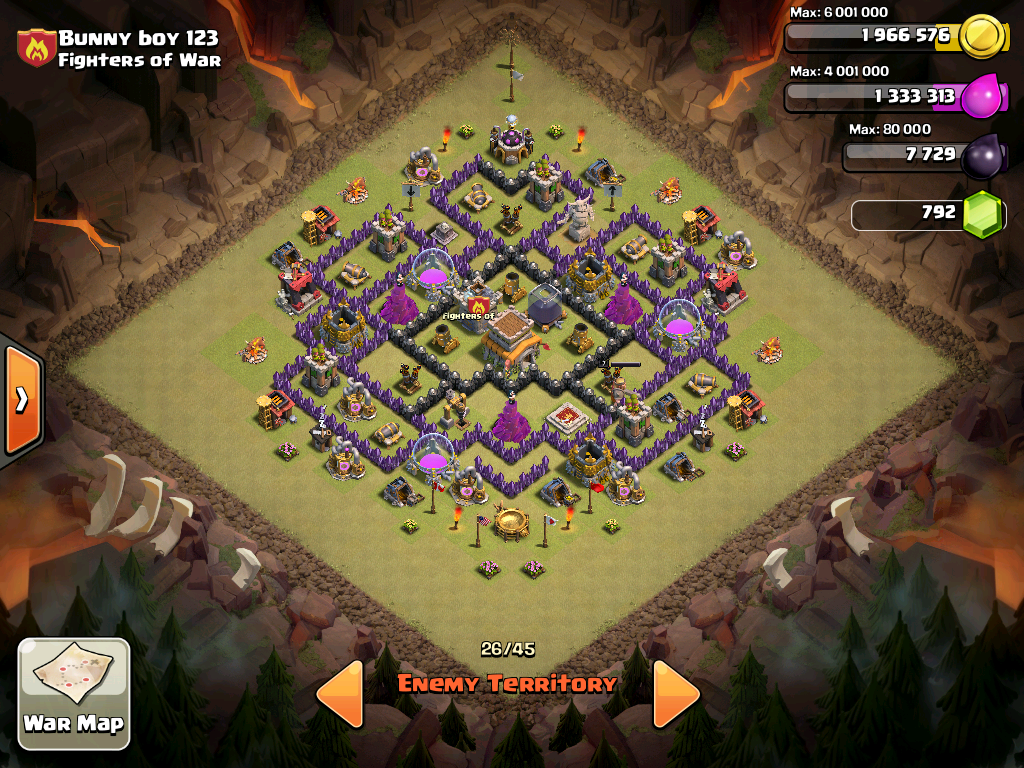 Bunny boy 123
Fighters of War
Max: 6 001 000
1 966 576
Max: 4 001 000
1 333 313
Max: 80 000
7 729
792
fighters of
26/45
Enemy Territory
War Map